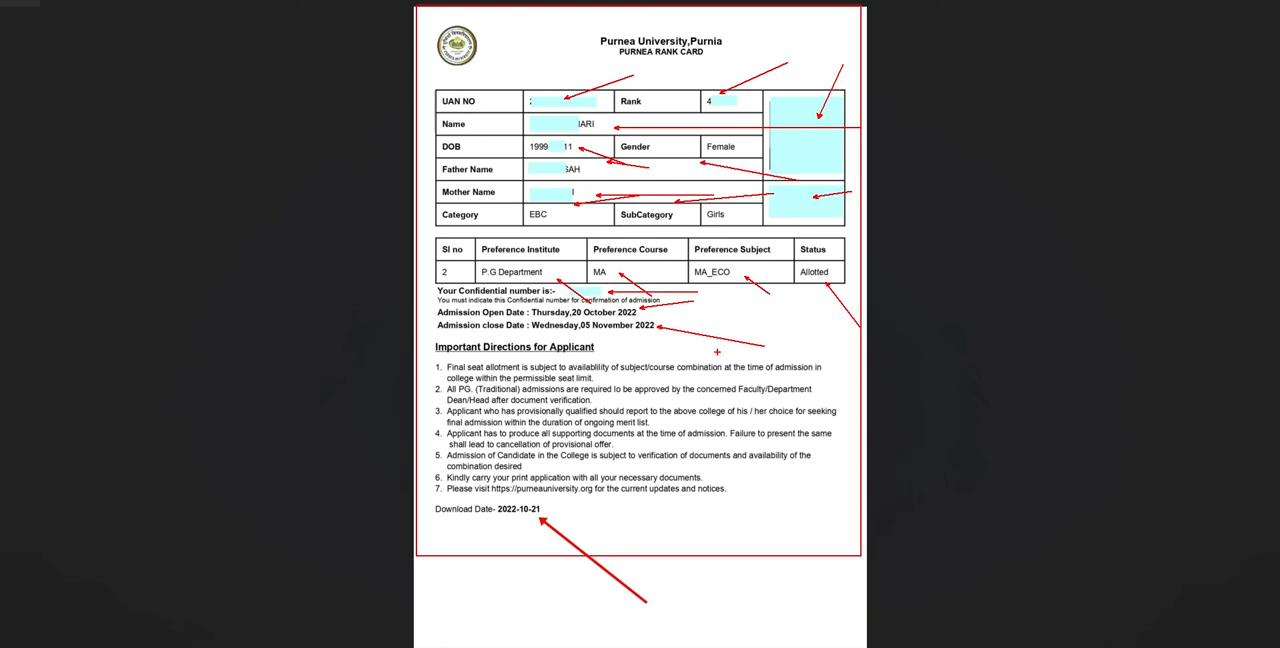 Purnea University,Purnia
PURNEA RANK CARD
UAN NO Rank 4
Name IARI
DOB 1999 11 Gender Female
Father Name SAH
Mother Name I
Category EBC SubCategory Girls
Sl no Preference Institute Preference Course Preference Subject Status
2 P.G Department MA MA_ECO Allotted
Your Confidential number is:-
You must indicate this Confidential number for confirmation of admission
Admission Open Date : Thursday,20 October 2022
Admission close Date : Wednesday,05 November 2022
Important Directions for Applicant
1. Final seat allotment is subject to availablility of subject/course combination at the time of admission in
college within the permissible seat limit.
2. All PG. (Traditional) admissions are required to be approved by the concerned Faculty/Department
Dean/Head after document verification.
3. Applicant who has provisionally qualified should report to the above college of his / her choice for seeking
final admission within the duration of ongoing merit list.
4. Applicant has to produce all supporting documents at the time of admission. Failure to present the same
shall lead to cancellation of provisional offer.
5. Admission of Candidate in the College is subject to verification of documents and availability of the
combination desired
6. Kindly carry your print application with all your necessary documents.
7. Please visit https://purneauniversity.org for the current updates and notices.
Download Date- 2022-10-21